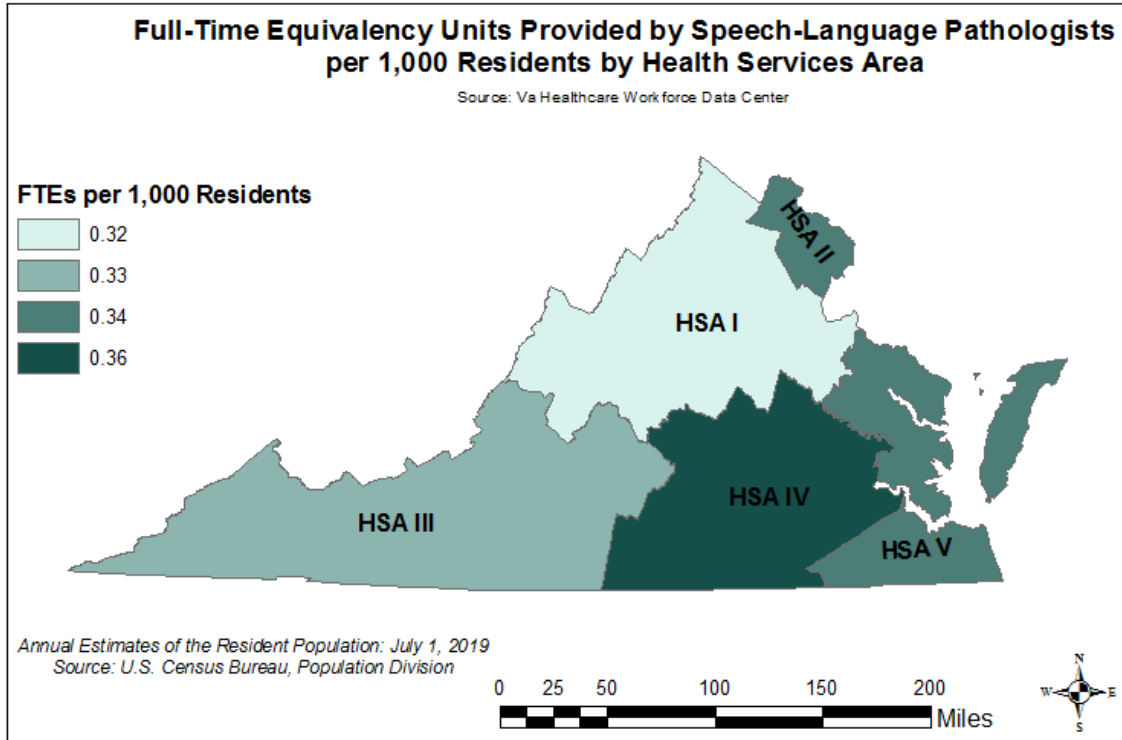 Full-Time Equivalency Units Provided by Speech-Language Pathologists
per 1,000 Residents by Health Services Area
Source: Va Healthcare Workforce Data Center
FTEs per 1,000 Residents
0.32
0.33
0.34
0.36
HSA II
HSA I
HSA IV
HSA III
HSA V
Annual Estimates of the Resident Population: July 1, 2019
Source: U.S. Census Bureau, Population Division
0 25 50 100 150 200
Miles
N
W E
S